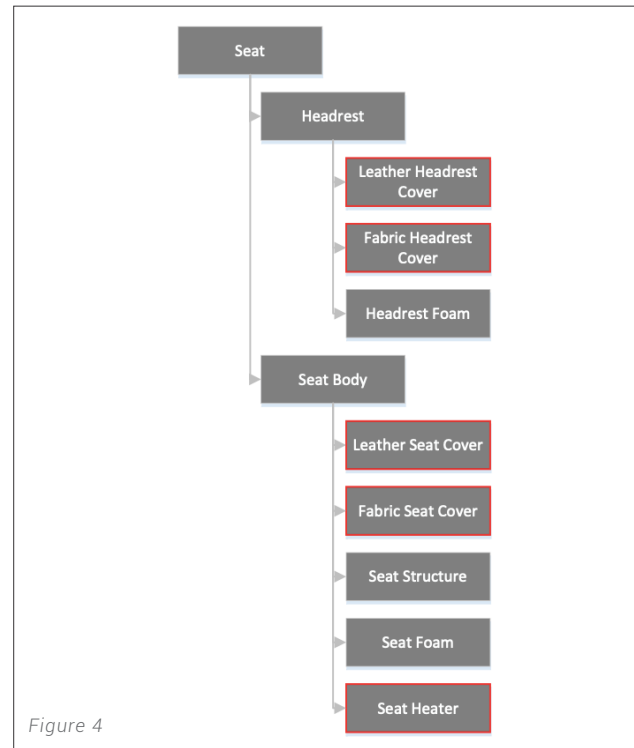 Seat
Headrest
Leather Headrest
Cover
Fabric Headrest
Cover
Headrest Foam
Seat Body
Leather Seat Cover
Fabric Seat Cover
Seat Structure
Seat Foam
Seat Heater
Figure 4